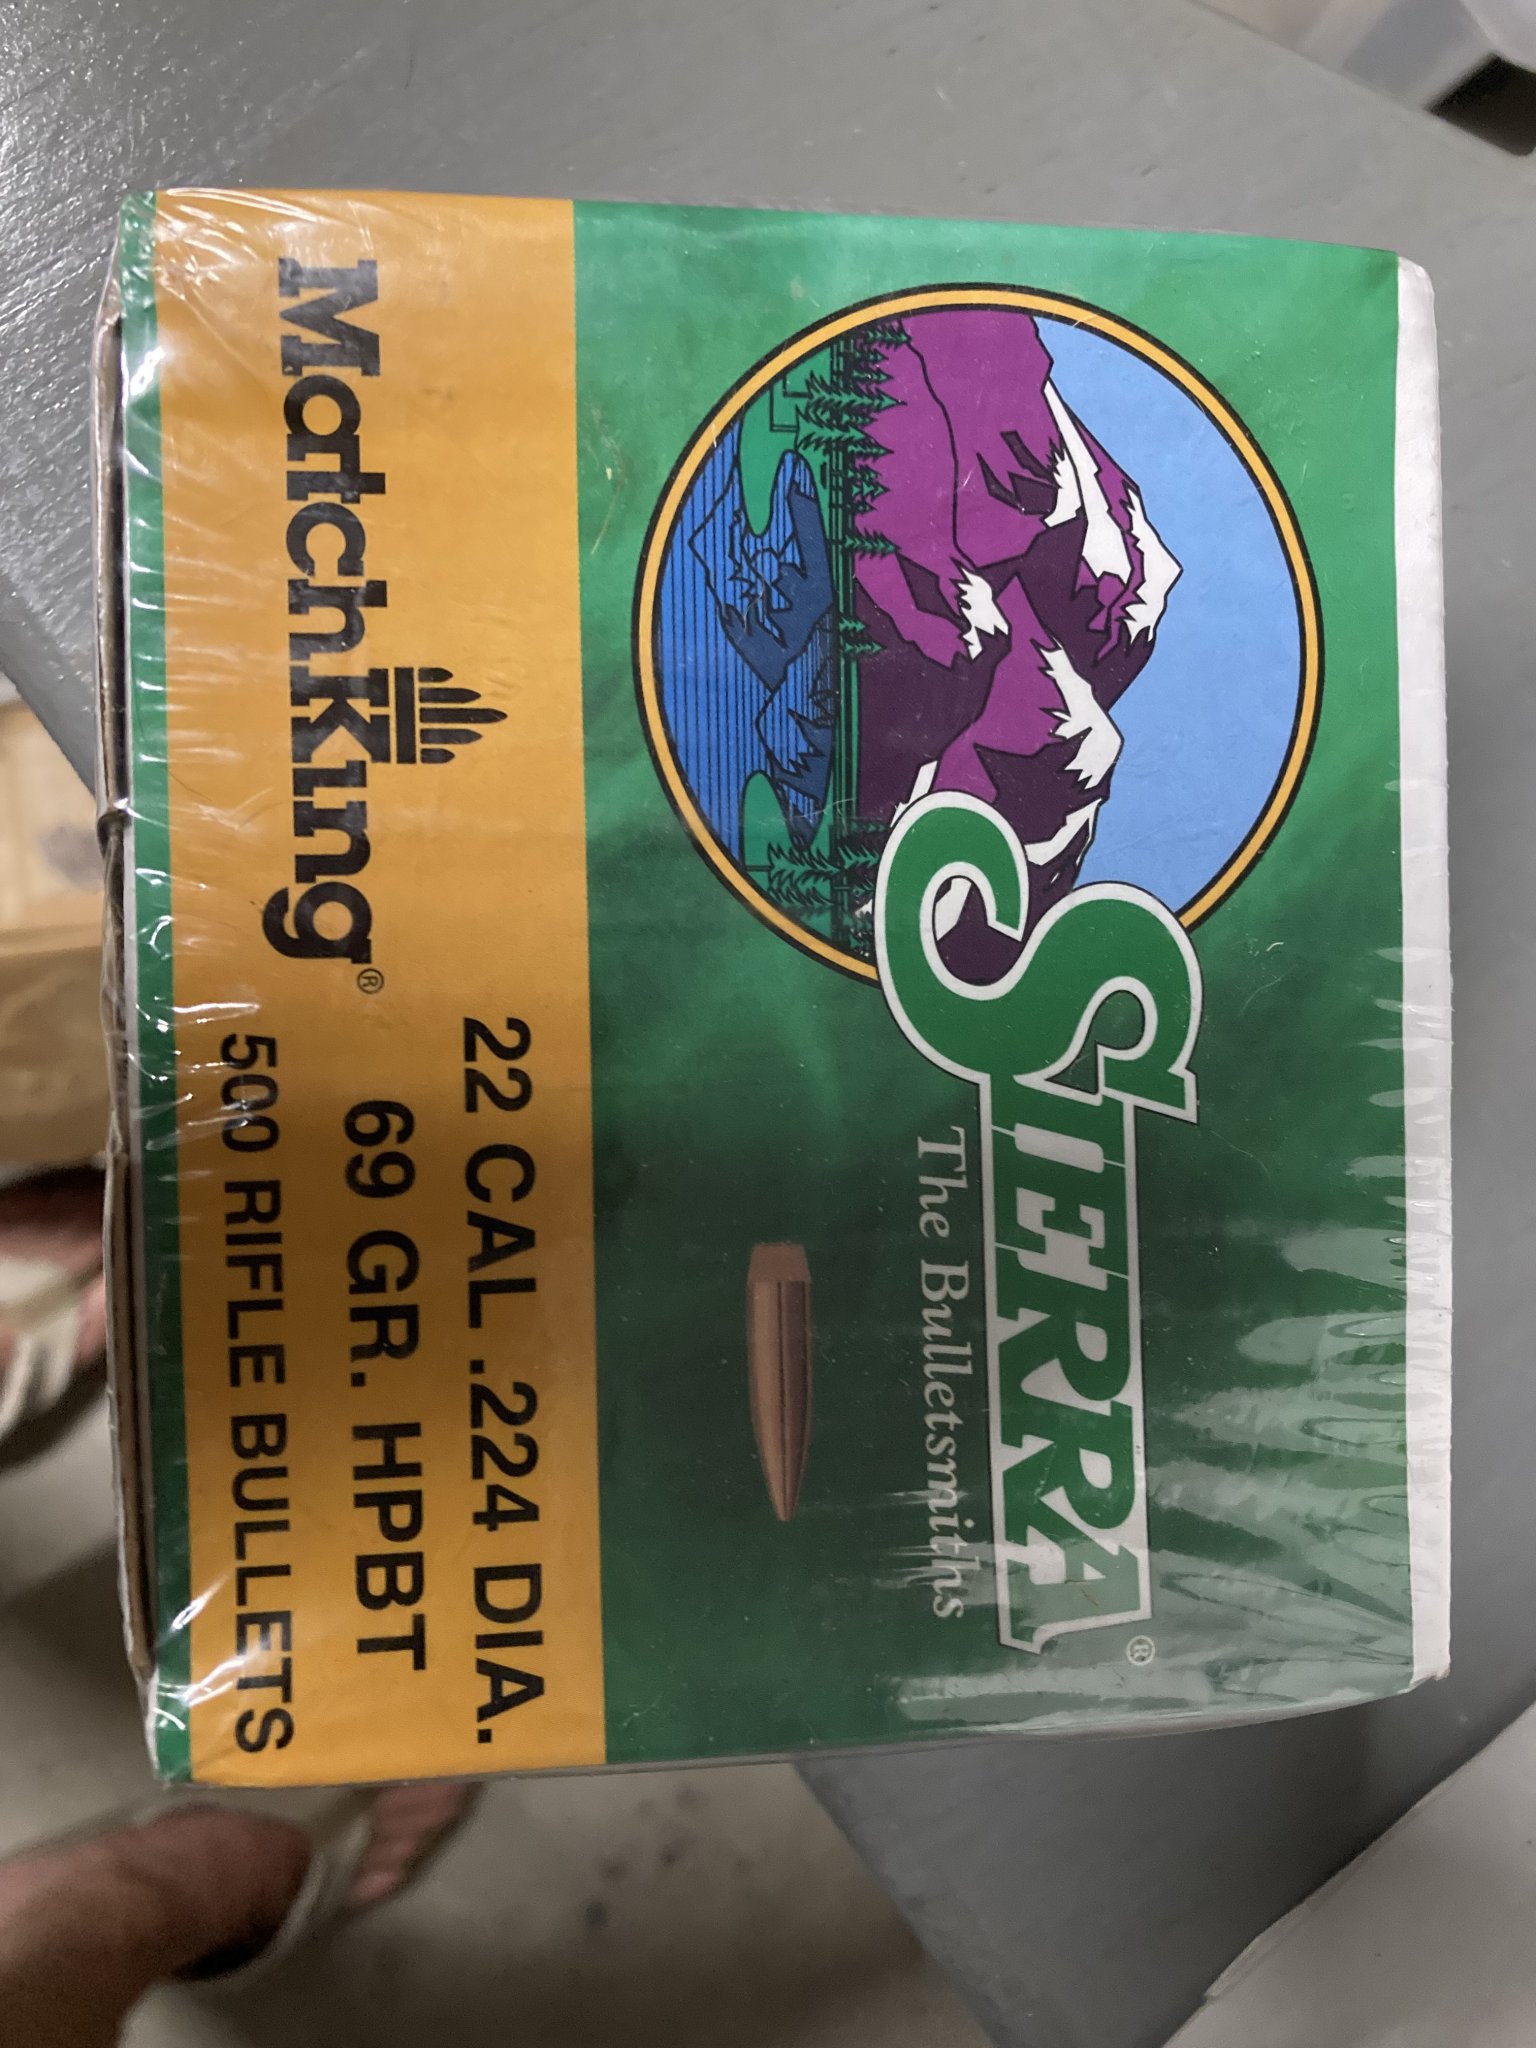 SIERRA®
The Bulletsmiths
MatchKing®
22 CAL .224 DIA.
69 GR. HPBT
500 RIFLE BULLETS